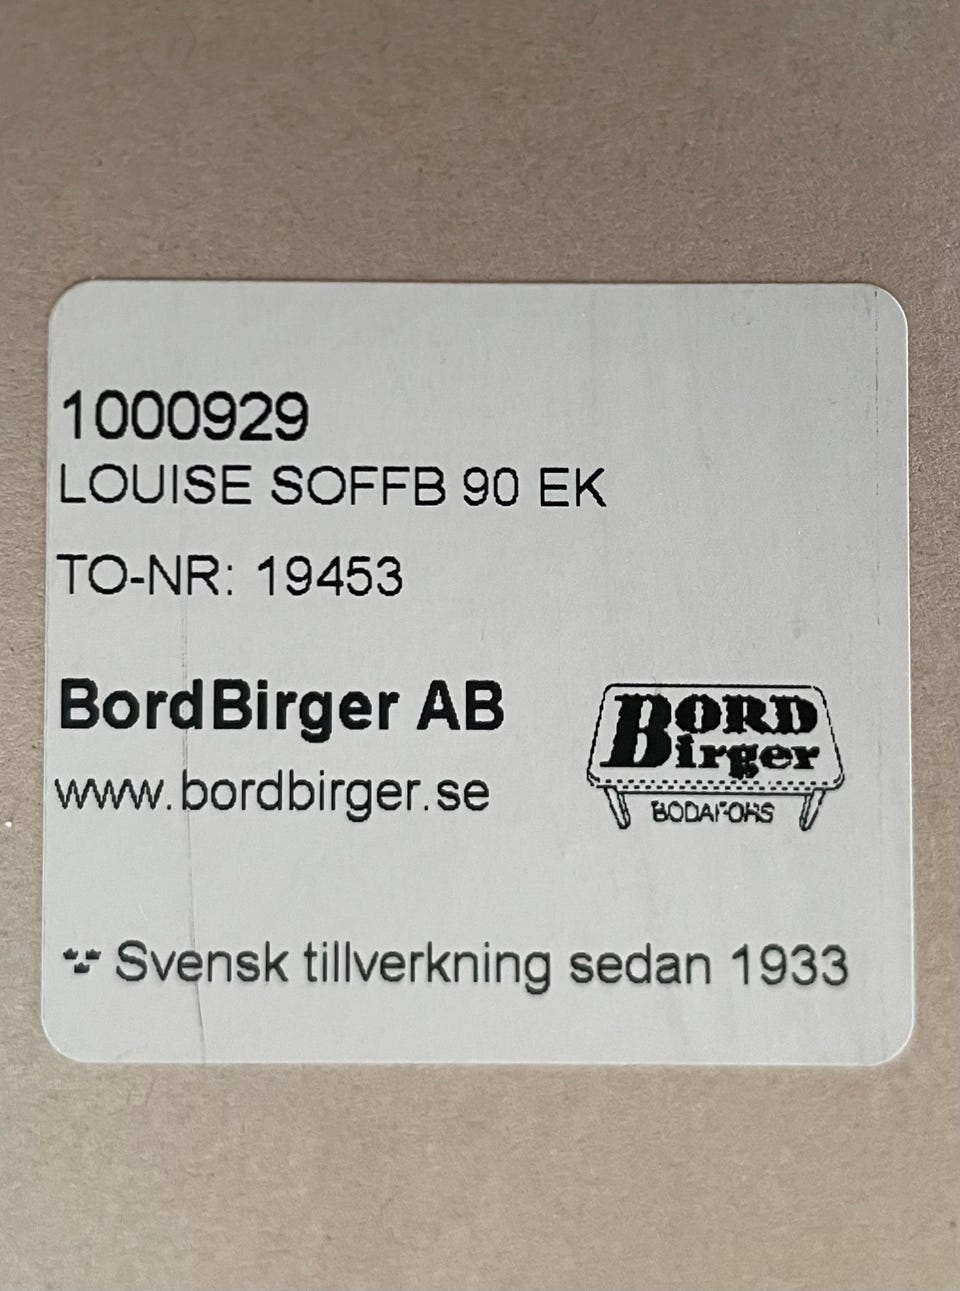 1000929
LOUISE SOFFB 90 EK
TO-NR: 19453
BordBirger AB
www.bordbirger.se
BORD
Birger
BODAFORS
Svensk tillverkning sedan 1933